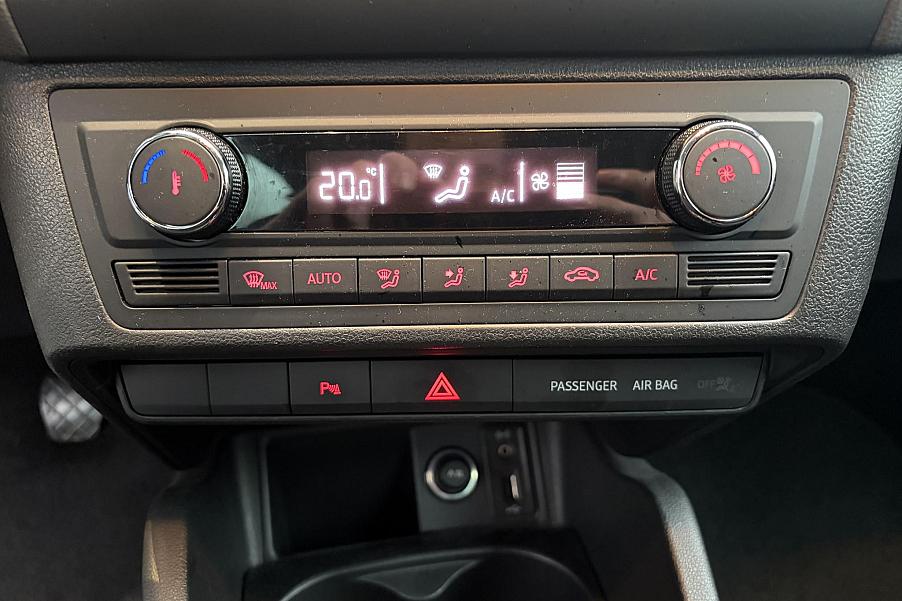 20.0 °C A/C
MAX AUTO A/C
P PASSENGER AIR BAG OFF